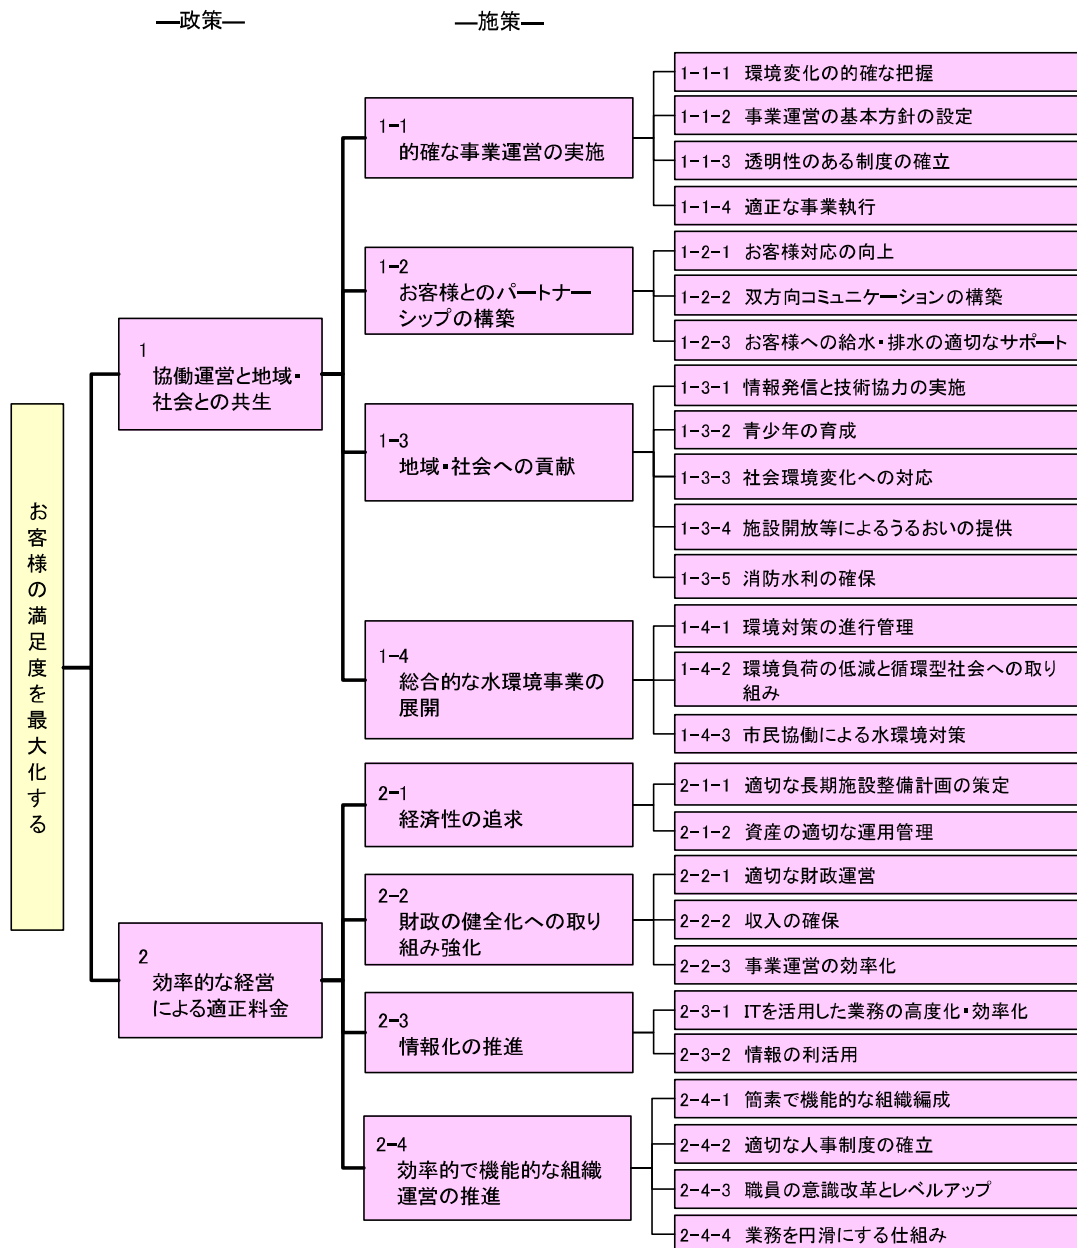 ―政策―
―施策―
お客様の満足度を最大化する
1
協働運営と地域・
社会との共生
1-1
的確な事業運営の実施
1-1-1 環境変化の的確な把握
1-1-2 事業運営の基本方針の設定
1-1-3 透明性のある制度の確立
1-1-4 適正な事業執行
1-2
お客様とのパートナー
シップの構築
1-2-1 お客様対応の向上
1-2-2 双方向コミュニケーションの構築
1-2-3 お客様への給水・排水の適切なサポート
1-3
地域・社会への貢献
1-3-1 情報発信と技術協力の実施
1-3-2 青少年の育成
1-3-3 社会環境変化への対応
1-3-4 施設開放等によるうるおいの提供
1-3-5 消防水利の確保
1-4
総合的な水環境事業の
展開
1-4-1 環境対策の進行管理
1-4-2 環境負荷の低減と循環型社会への取り
組み
1-4-3 市民協働による水環境対策
2
効率的な経営
による適正料金
2-1
経済性の追求
2-1-1 適切な長期施設整備計画の策定
2-1-2 資産の適切な運用管理
2-2
財政の健全化への取り
組み強化
2-2-1 適切な財政運営
2-2-2 収入の確保
2-2-3 事業運営の効率化
2-3
情報化の推進
2-3-1 ITを活用した業務の高度化・効率化
2-3-2 情報の利活用
2-4
効率的で機能的な組織
運営の推進
2-4-1 簡素で機能的な組織編成
2-4-2 適切な人事制度の確立
2-4-3 職員の意識改革とレベルアップ
2-4-4 業務を円滑にする仕組み